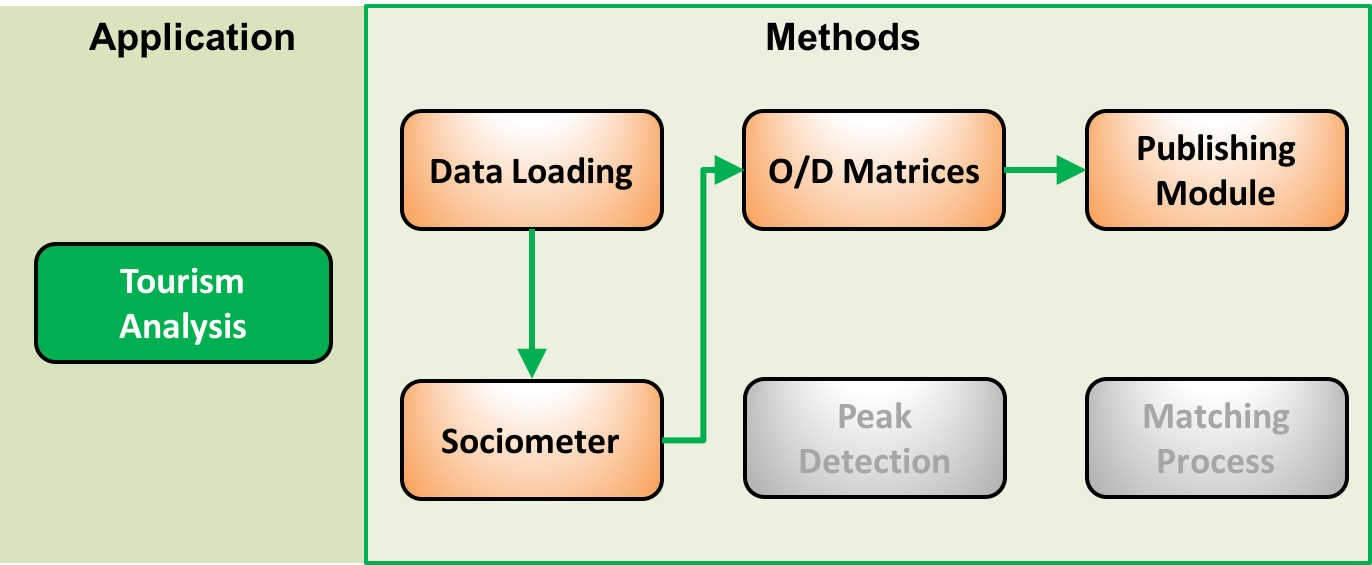 Application
Methods
Data Loading
O/D Matrices
Publishing
Module
Tourism
Analysis
Sociometer
Peak
Detection
Matching
Process